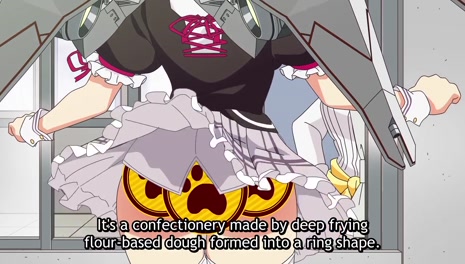 It's a confectionery made by deep frying
flour-based dough formed into a ring shape.